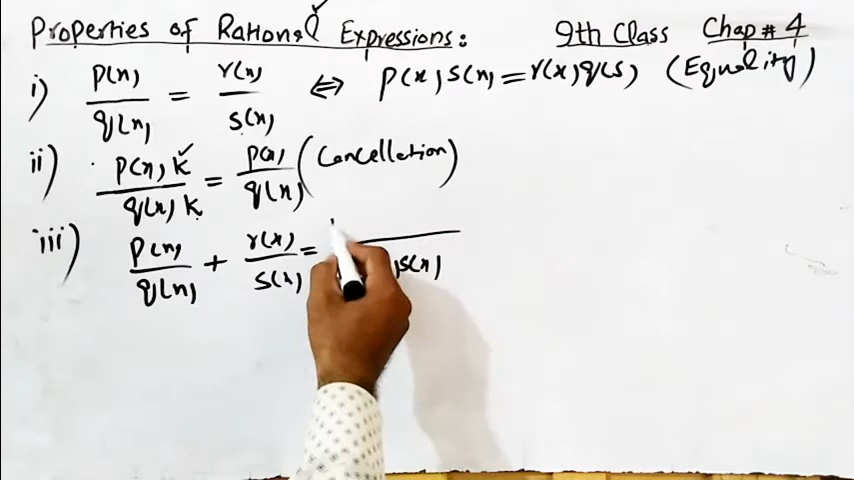 Properties of Rational Expressions: 9th Class Chap # 4
i) p(x)/q(x) = r(x)/s(x) ⇔ p(x) s(x) = r(x) q(x) (Equality)
ii) p(x) k/q(x) k = p(x)/q(x) (Cancellation)
iii) p(x)/q(x) + r(x)/s(x) = s(x)